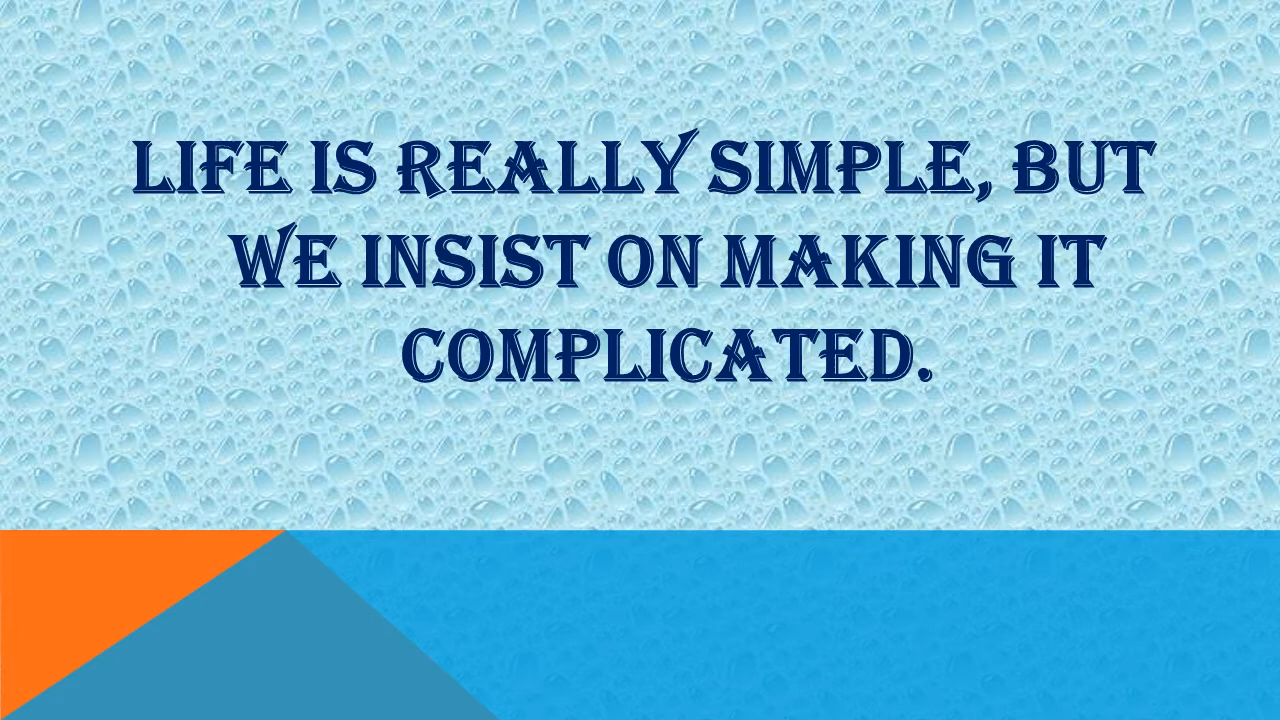 LIFE IS REALLY SIMPLE, BUT
WE INSIST ON MAKING IT
COMPLICATED.